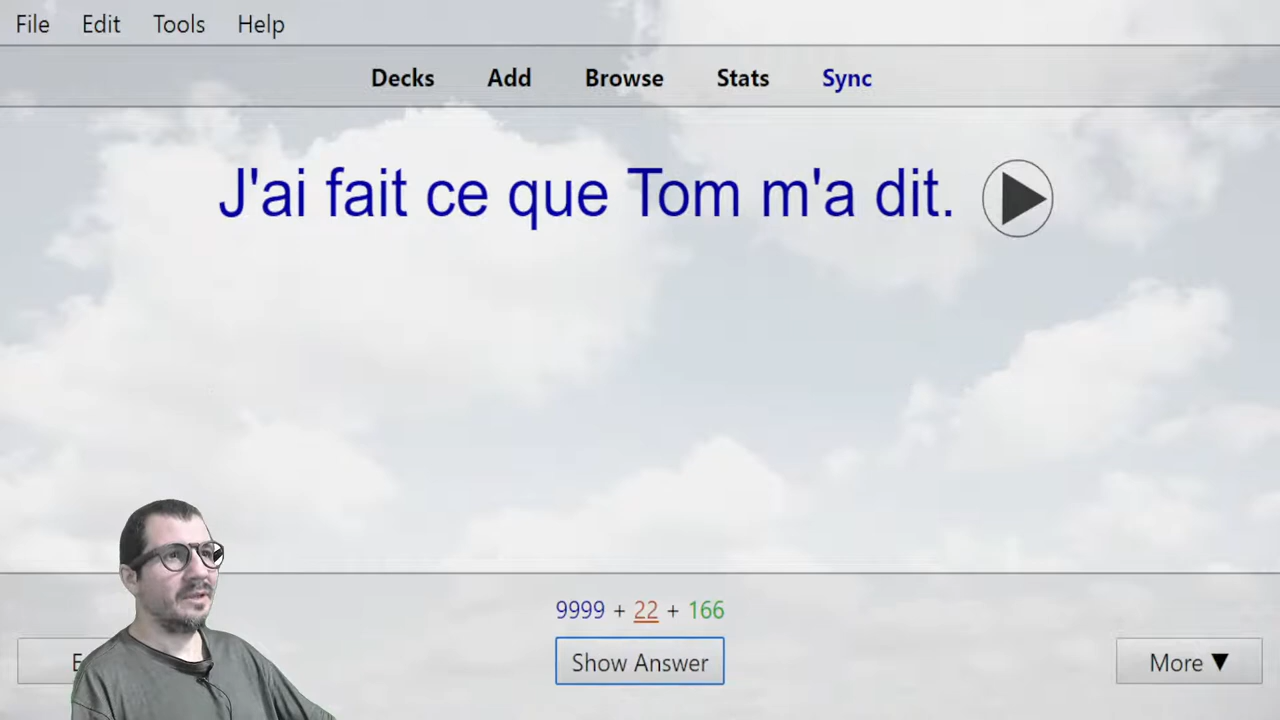 File Edit Tools Help
Decks Add Browse Stats Sync
J'ai fait ce que Tom m'a dit.
9999 + 22 + 166
Show Answer
More ▼